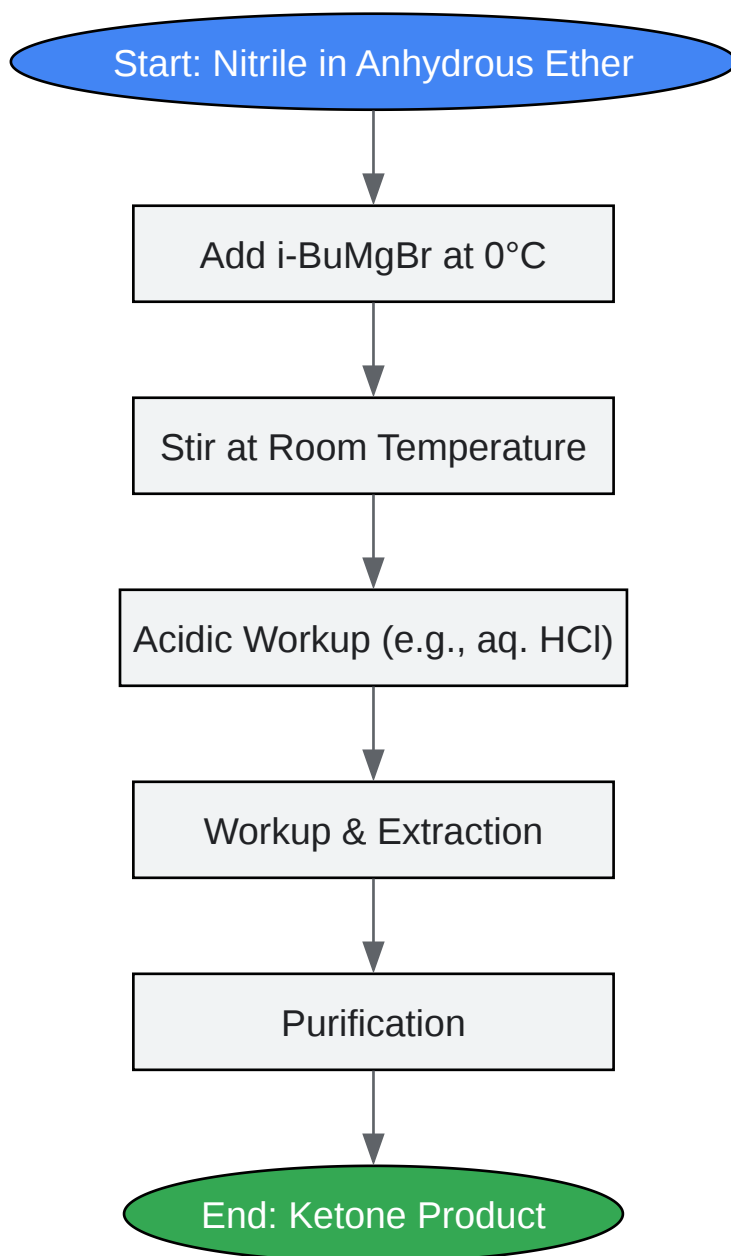 Start: Nitrile in Anhydrous Ether
Add i-BuMgBr at 0°C
Stir at Room Temperature
Acidic Workup (e.g., aq. HCl)
Workup & Extraction
Purification
End: Ketone Product